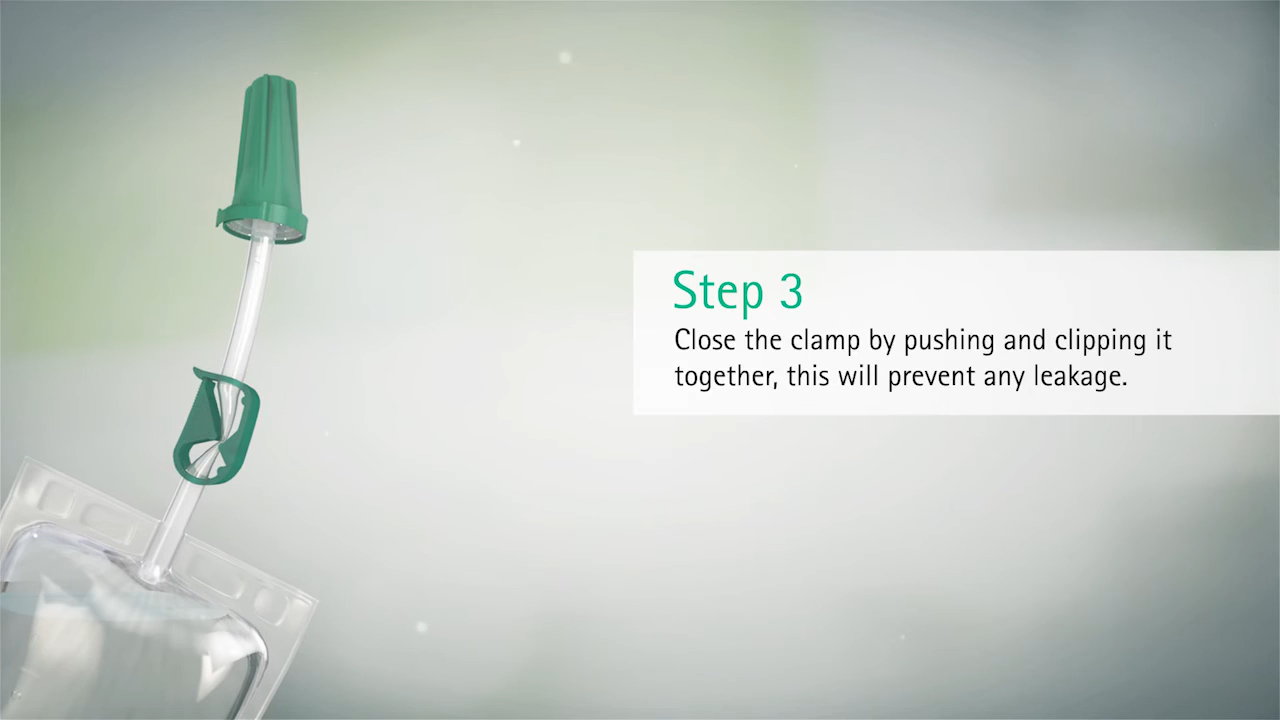 Step 3
Close the clamp by pushing and clipping it
together, this will prevent any leakage.